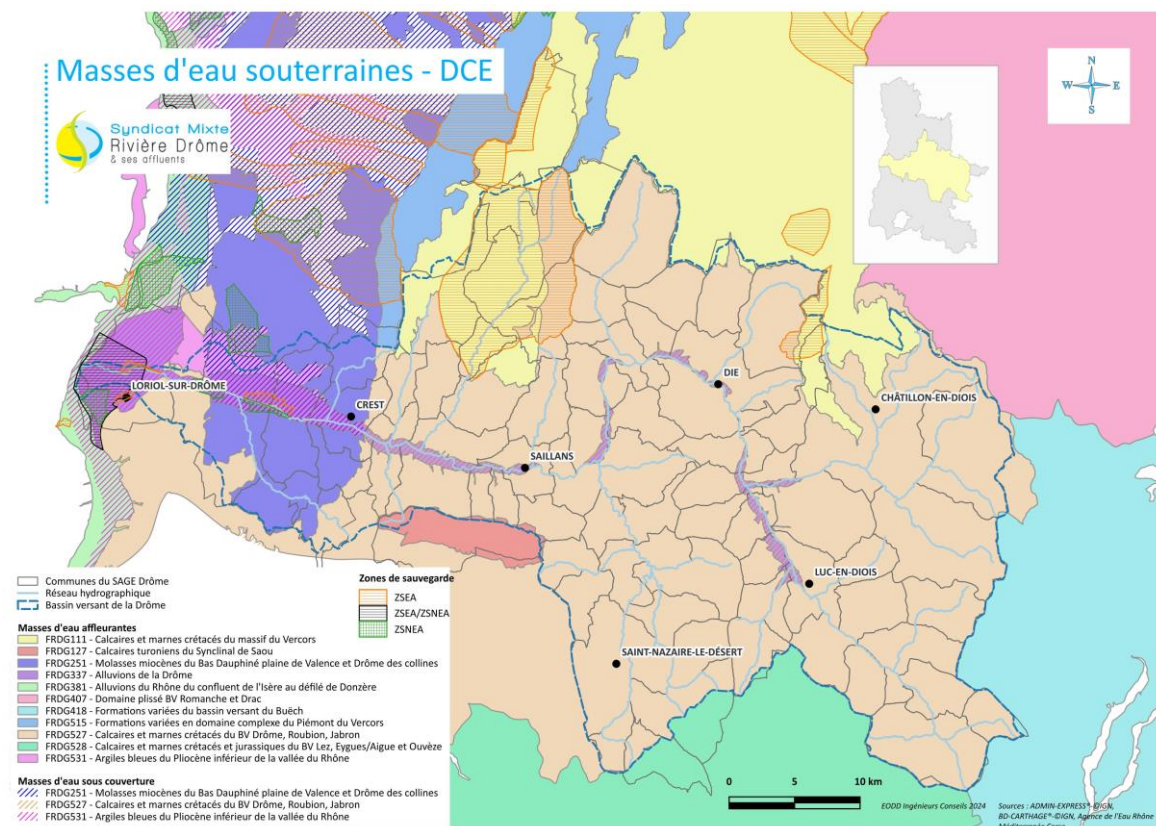 Masses d'eau souterraines - DCE
Syndicat Mixte
Rivière Drôme
& ses affluents
N
W E
S
LORIOL-SUR-DRÔME
CREST
SAILLANS
DIE
CHÂTILLON-EN-DIOIS
LUC-EN-DIOIS
SAINT-NAZAIRE-LE-DÉSERT
Communes du SAGE Drôme
Réseau hydrographique
Bassin versant de la Drôme
Zones de sauvegarde
ZSEA
ZSEA/ZSNEA
ZSNEA
Masses d'eau affleurantes
FRDG111 - Calcaires et marnes crétacés du massif du Vercors
FRDG127 - Calcaires turoniens du Synclinal de Saou
FRDG251 - Molasses miocènes du Bas Dauphiné plaine de Valence et Drôme des collines
FRDG337 - Alluvions de la Drôme
FRDG381 - Alluvions du Rhône du confluent de l'Isère au défilé de Donzère
FRDG407 - Domaine plissé BV Romanche et Drac
FRDG418 - Formations variées du bassin versant du Buëch
FRDG515 - Formations variées en domaine complexe du Piémont du Vercors
FRDG527 - Calcaires et marnes crétacés du BV Drôme, Roubion, Jabron
FRDG528 - Calcaires et marnes crétacés et jurassiques du BV Lez, Eygues/Aigue et Ouvèze
FRDG531 - Argiles bleues du Pliocène inférieur de la vallée du Rhône
Masses d'eau sous couverture
FRDG251 - Molasses miocènes du Bas Dauphiné plaine de Valence et Drôme des collines
FRDG527 - Calcaires et marnes crétacés du BV Drôme, Roubion, Jabron
FRDG531 - Argiles bleues du Pliocène inférieur de la vallée du Rhône
0 5 10 km
EODD Ingénieurs Conseils 2024
Sources : ADMIN-EXPRESS®-©IGN,
BD-CARTHAGE®-©IGN, Agence de l'Eau Rhône
Méditerranée Corse